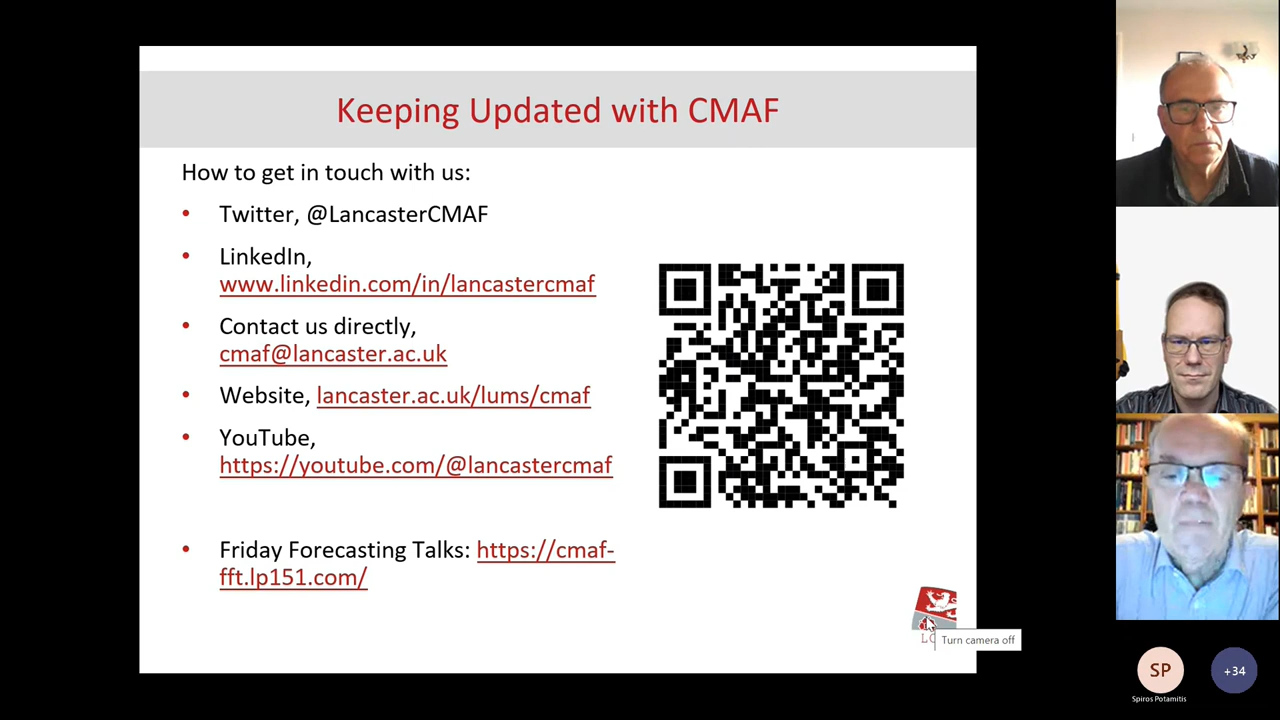 Keeping Updated with CMAF
How to get in touch with us:
• Twitter, @LancasterCMAF
• LinkedIn,
www.linkedin.com/in/lancastercmaf
• Contact us directly,
cmaf@lancaster.ac.uk
• Website, lancaster.ac.uk/lums/cmaf
• YouTube,
https://youtube.com/@lancastercmaf
• Friday Forecasting Talks: https://cmaf-
fft.lp151.com/
Turn camera off
SP
+34
Spiros Potamitis